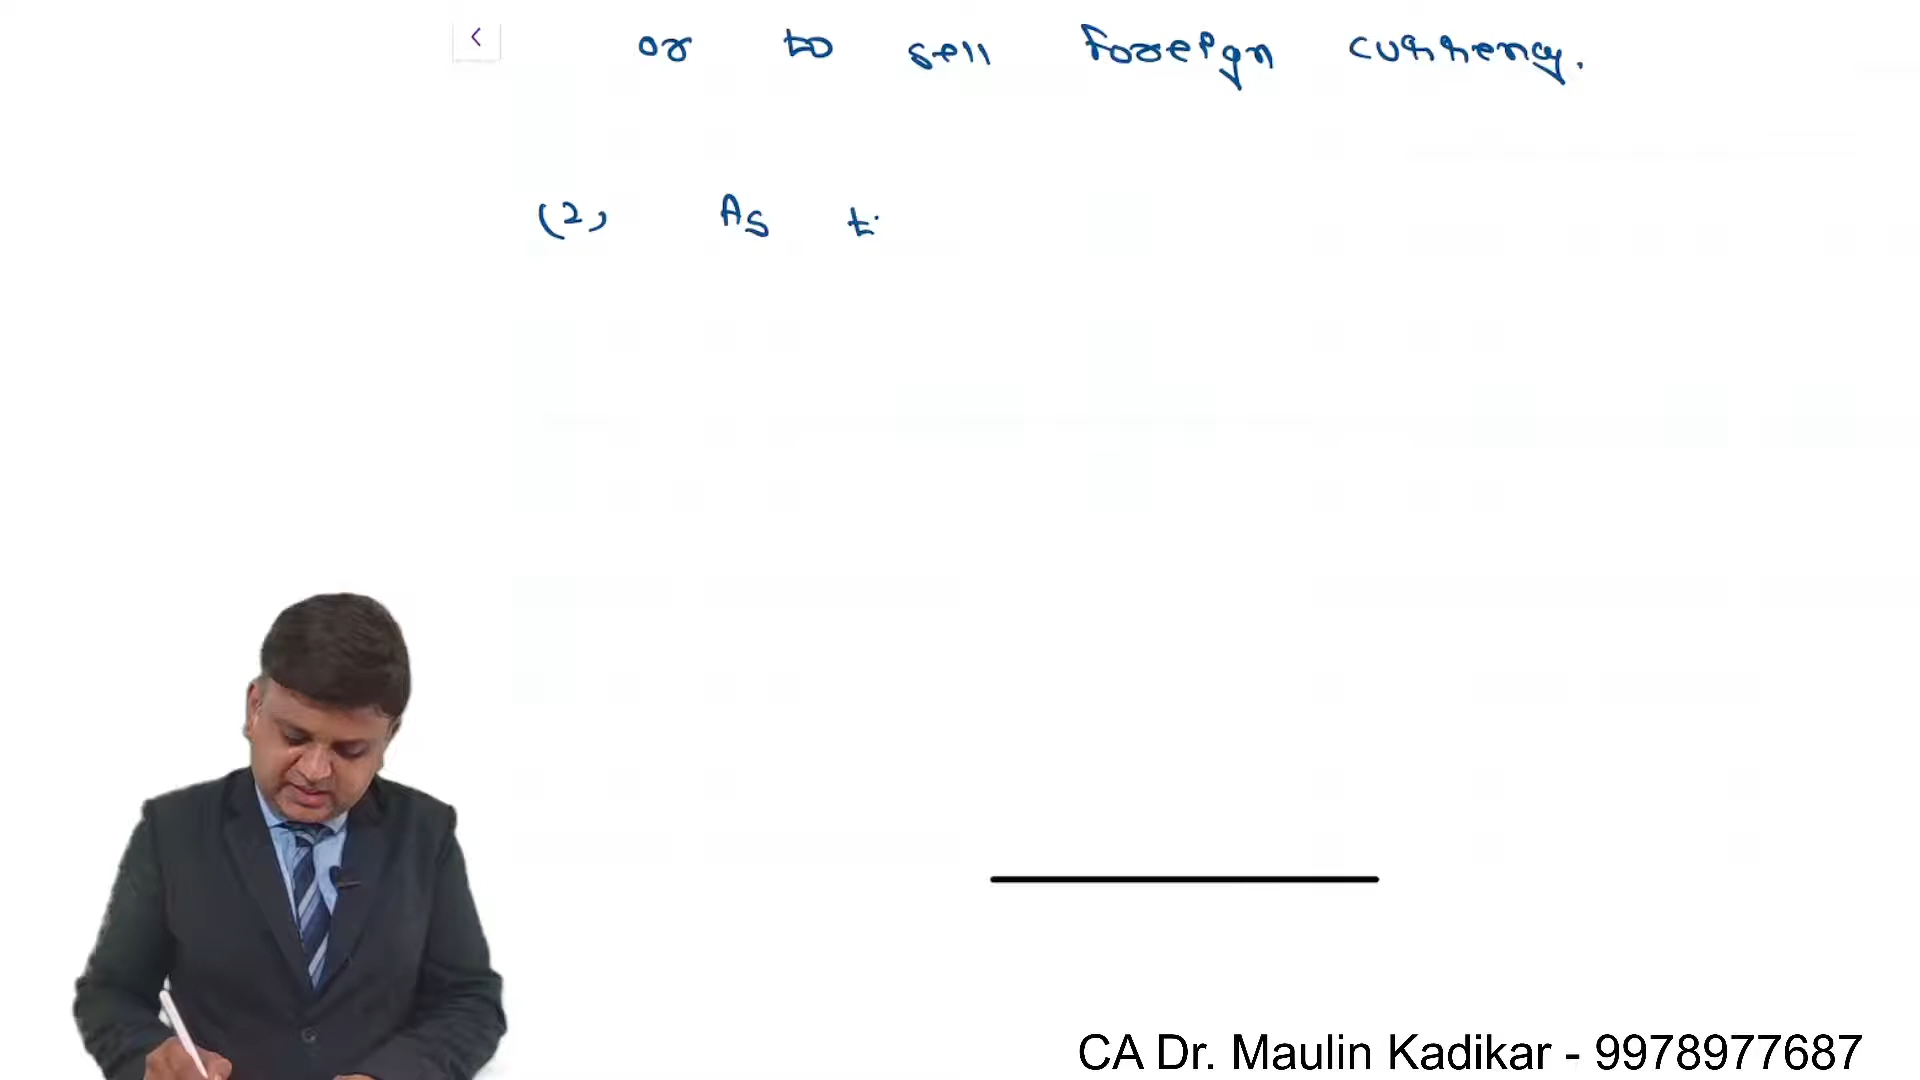 or to sell foreign currency.
(2) As t
CA Dr. Maulin Kadikar - 9978977687